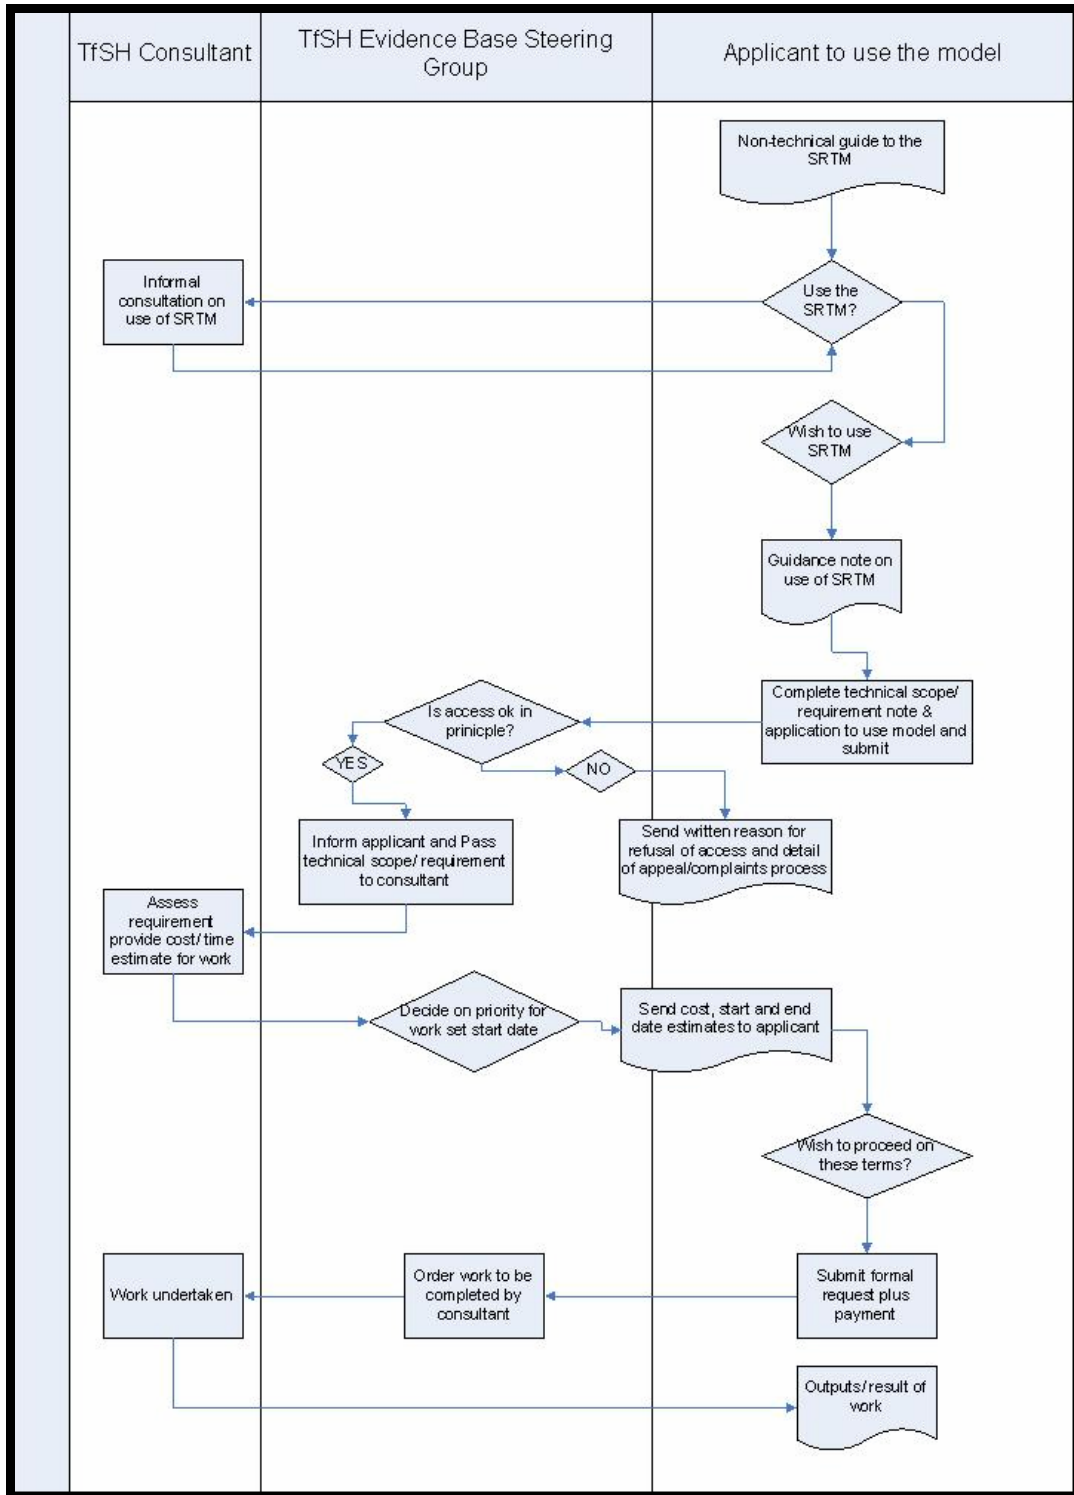 TfSH Consultant
TfSH Evidence Base Steering
Group
Applicant to use the model
Non-technical guide to the
SRTM
Informal
consultation on
use of SRTM
Use the
SRTM?
Wish to use
SRTM
Guidance note on
use of SRTM
Complete technical scope/
requirement note &
application to use model and
submit
Is access ok in
prinicple?
YES
NO
Inform applicant and Pass
technical scope/ requirement
to consultant
Send written reason for
refusal of access and detail
of appeal/complaints process
Assess
requirement
provide cost/ time
estimate for work
Decide on priority for
work set start date
Send cost, start and end
date estimates to applicant
Wish to proceed on
these terms?
Submit formal
request plus
payment
Order work to be
completed by
consultant
Work undertaken
Outputs/ result of
work